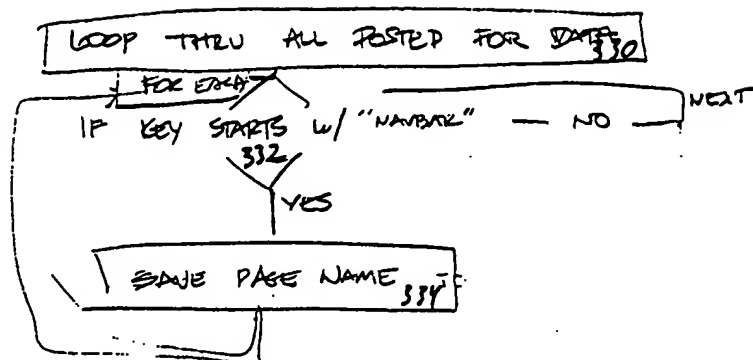 LOOP THRU ALL POSTED FOR DATA
330
FOR EACH
NEXT
IF KEY STARTS W/ "NAVBAR" — NO
332
YES
SAVE PAGE NAME
334